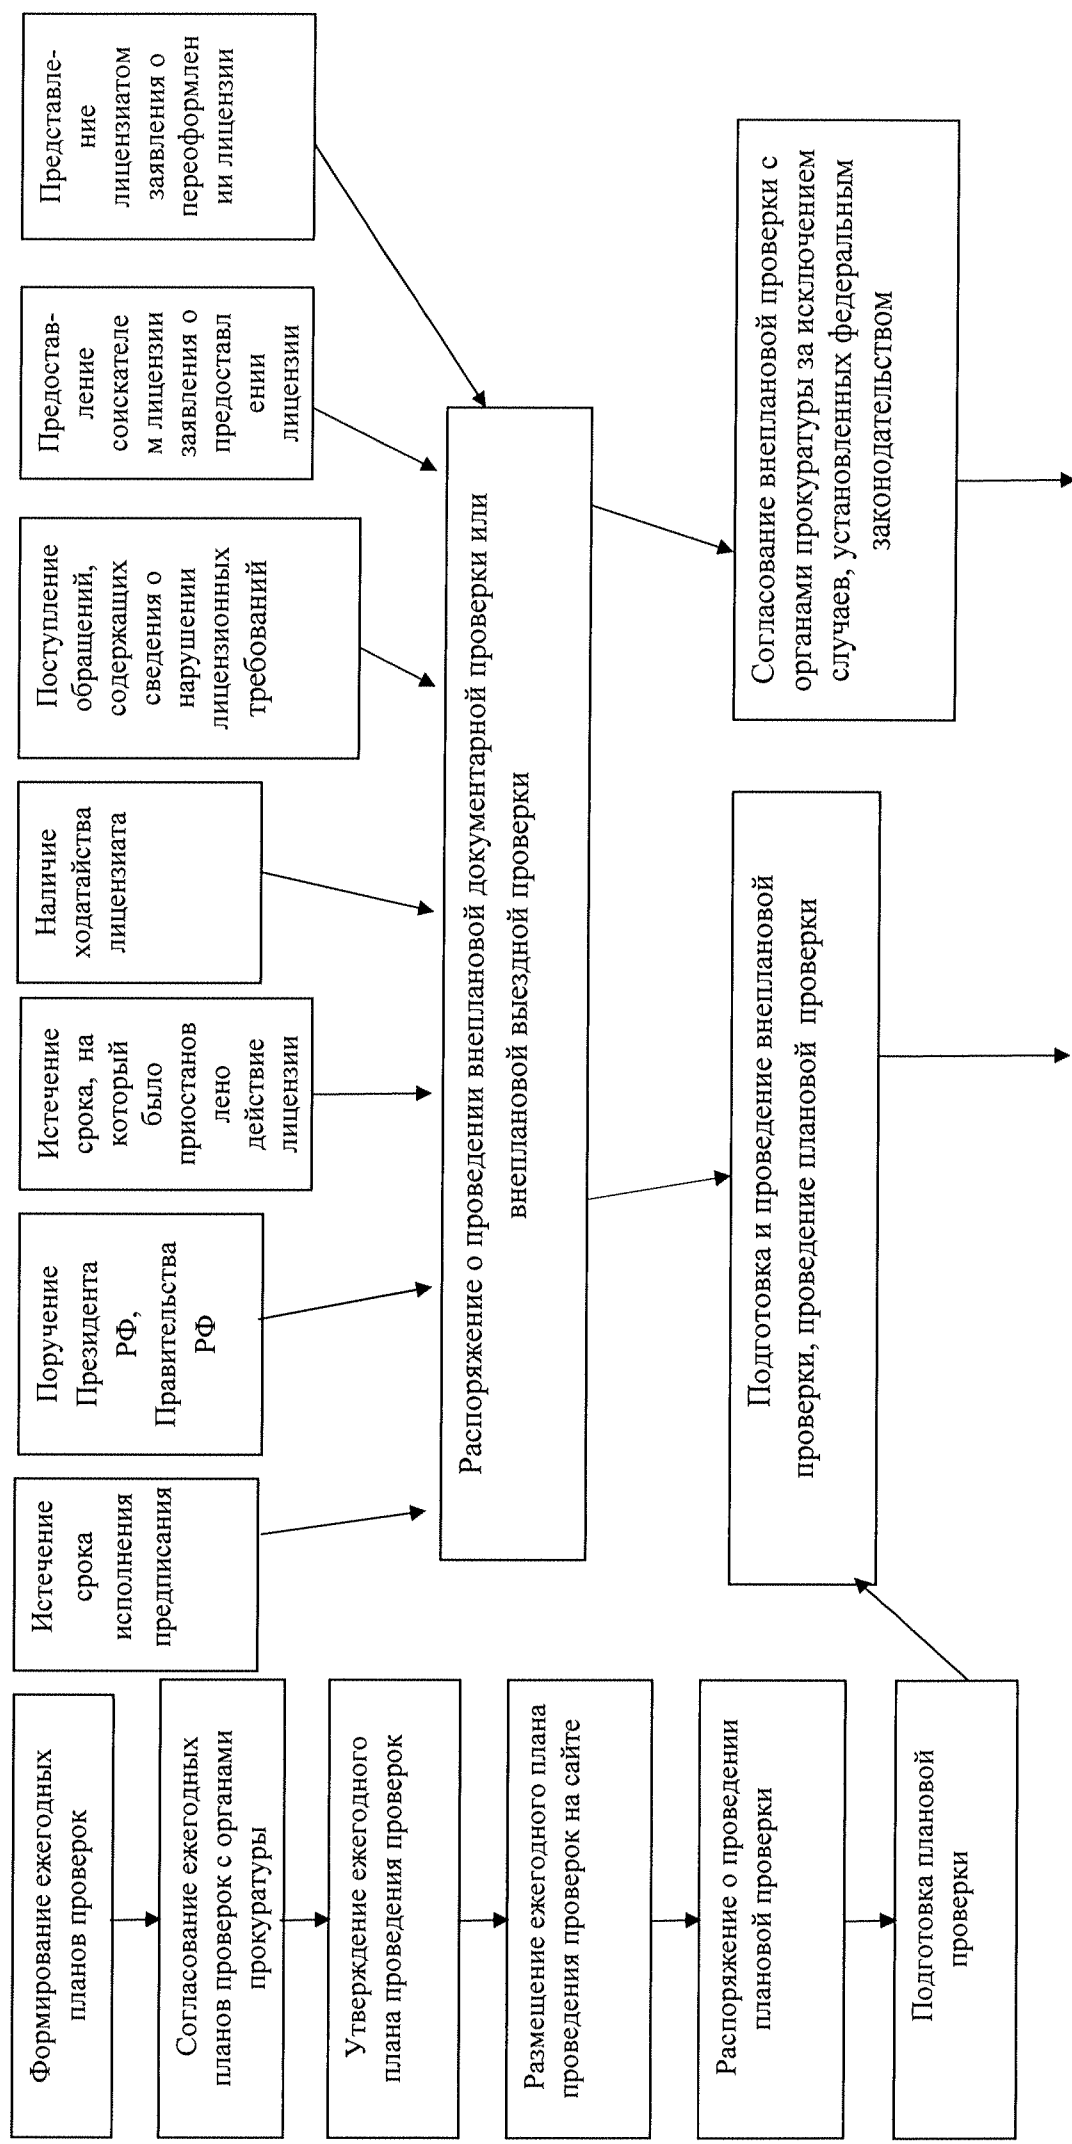 Формирование ежегодных
планов проверок
Согласование ежегодных
планов проверок с органами
прокуратуры
Утверждение ежегодного
плана проведения проверок
Размещение ежегодного плана
проведения проверок на сайте
Распоряжение о проведении
плановой проверки
Подготовка плановой
проверки
Истечение
срока
исполнения
предписания
Поручение
Президента
РФ,
Правительства
РФ
Истечение
срока, на
который
было
приостанов
лено
действие
лицензии
Наличие
ходатайства
лицензиата
Поступление
обращений,
содержащих
сведения о
нарушении
лицензионных
требований
Предостав-
ление
соискателе
м лицензии
заявления о
предоставл
ении
лицензии
Представле-
ние
лицензиатом
заявления о
переоформлен
ии лицензии
Распоряжение о проведении внеплановой документарной проверки или
внеплановой выездной проверки
Подготовка и проведение внеплановой
проверки, проведение плановой проверки
Согласование внеплановой проверки с
органами прокуратуры за исключением
случаев, установленных федеральным
законодательством